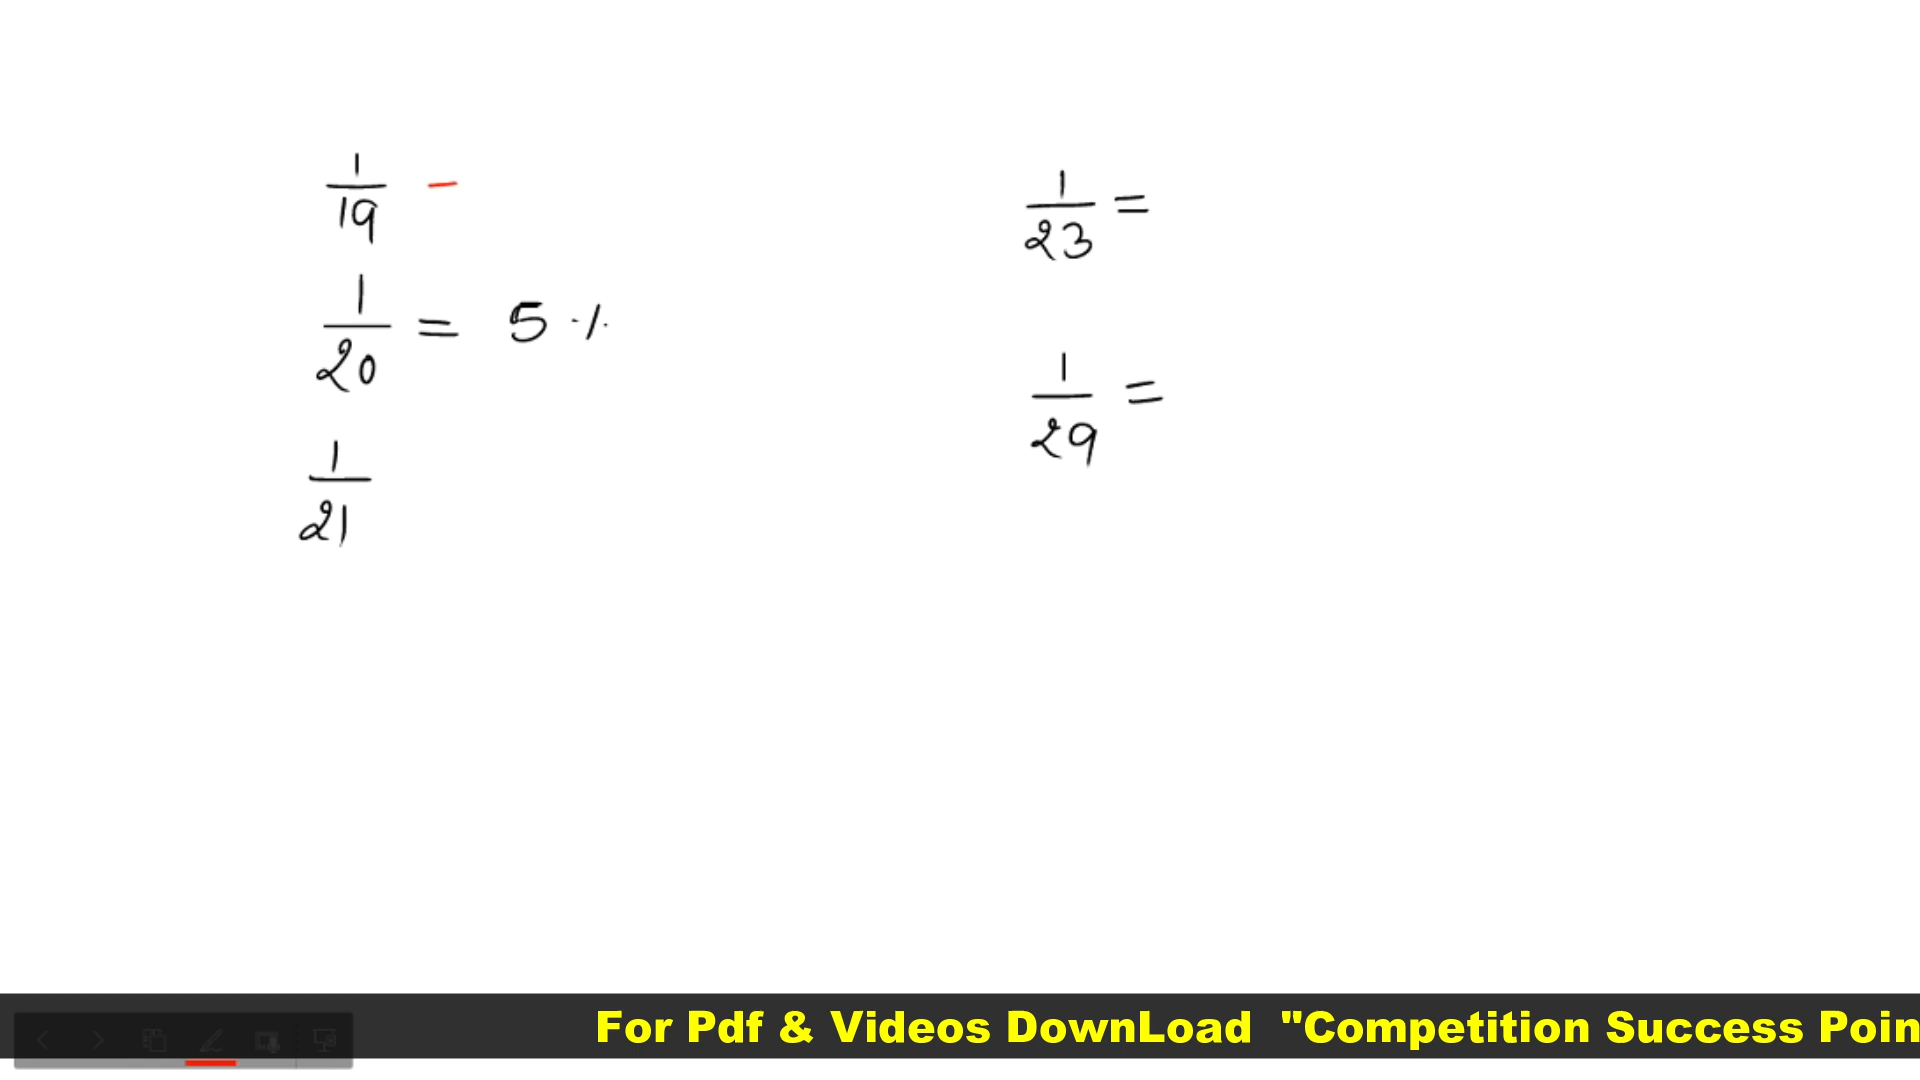 1/19 -
1/20 = 5 %
1/21
1/23 =
1/29 =
For Pdf & Videos DownLoad "Competition Success Poin